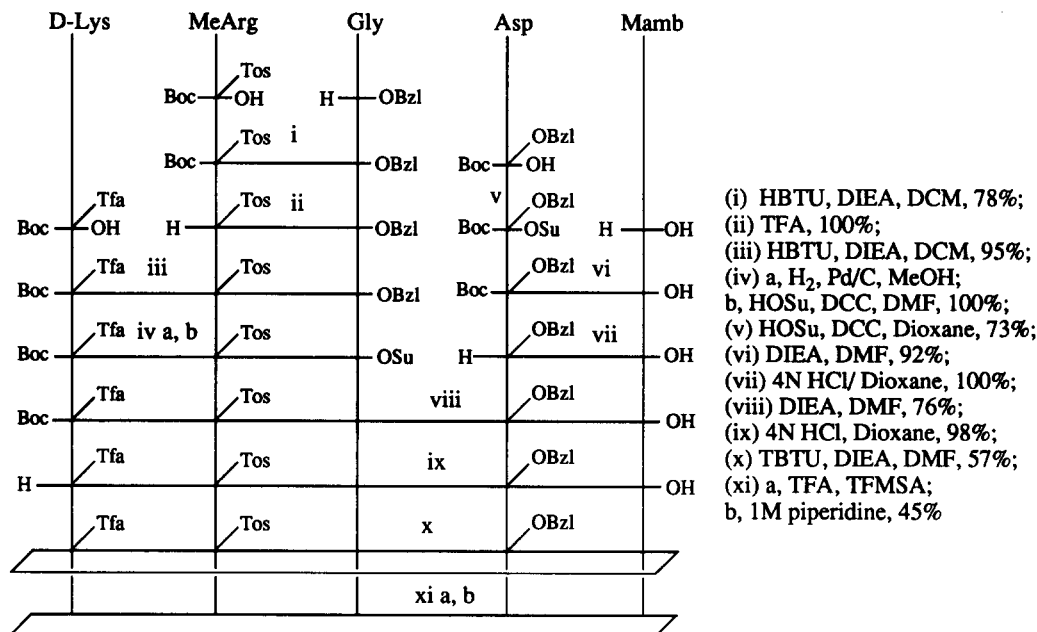 D-Lys MeArg Gly Asp Mamb
Tos
Boc OH H OBzl
Tos i OBzl
Boc OBzl Boc OH
Tfa Tos ii v OBzl
Boc OH H OBzl Boc OSu H OH
Tfa iii Tos OBzl vi
Boc OBzl Boc OH
Tfa iv a, b Tos OBzl vii
Boc OSu H OH
Tfa Tos viii OBzl
Boc OH
Tfa Tos ix OBzl
H OH
Tfa Tos x OBzl
xi a, b
(i) HBTU, DIEA, DCM, 78%;
(ii) TFA, 100%;
(iii) HBTU, DIEA, DCM, 95%;
(iv) a, H₂, Pd/C, MeOH;
b, HOSu, DCC, DMF, 100%;
(v) HOSu, DCC, Dioxane, 73%;
(vi) DIEA, DMF, 92%;
(vii) 4N HCl/ Dioxane, 100%;
(viii) DIEA, DMF, 76%;
(ix) 4N HCl, Dioxane, 98%;
(x) TBTU, DIEA, DMF, 57%;
(xi) a, TFA, TFMSA;
b, 1M piperidine, 45%